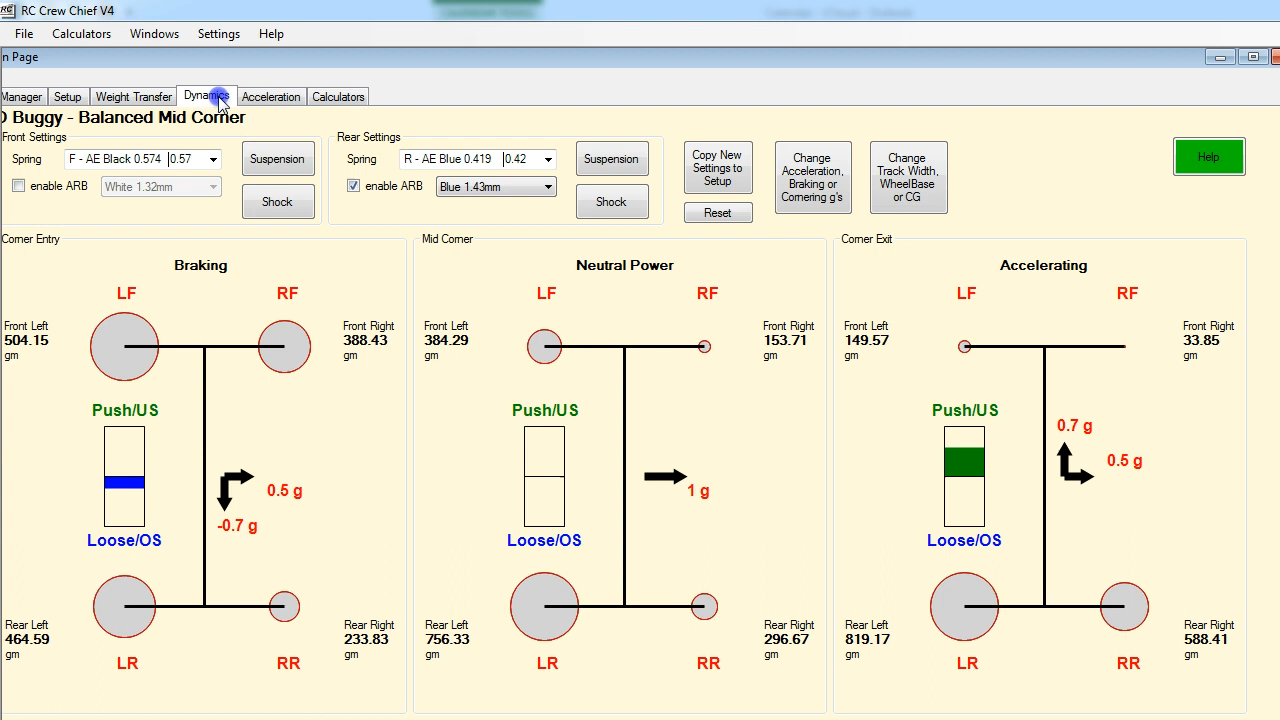 RC
RC Crew Chief V4
File Calculators Windows Settings Help
n Page
Manager Setup Weight Transfer Dynamics Acceleration Calculators
D Buggy - Balanced Mid Corner
Front Settings
Spring F - AE Black 0.574 |0.57
enable ARB White 1.32mm
Suspension
Shock
Rear Settings
Spring R - AE Blue 0.419 |0.42
enable ARB Blue 1.43mm
Suspension
Shock
Copy New
Settings to
Setup
Reset
Change
Acceleration,
Braking or
Cornering g's
Change
Track Width,
WheelBase
or CG
Help
Corner Entry
Braking
LF RF
Front Left
504.15
gm
Front Right
388.43
gm
Push/US
0.5 g
-0.7 g
Loose/OS
Rear Left
464.59
gm
Rear Right
233.83
gm
LR RR
Mid Corner
Neutral Power
LF RF
Front Left
384.29
gm
Front Right
153.71
gm
Push/US
1 g
Loose/OS
Rear Left
756.33
gm
Rear Right
296.67
gm
LR RR
Corner Exit
Accelerating
LF RF
Front Left
149.57
gm
Front Right
33.85
gm
Push/US
0.7 g
0.5 g
Loose/OS
Rear Left
819.17
gm
Rear Right
588.41
gm
LR RR